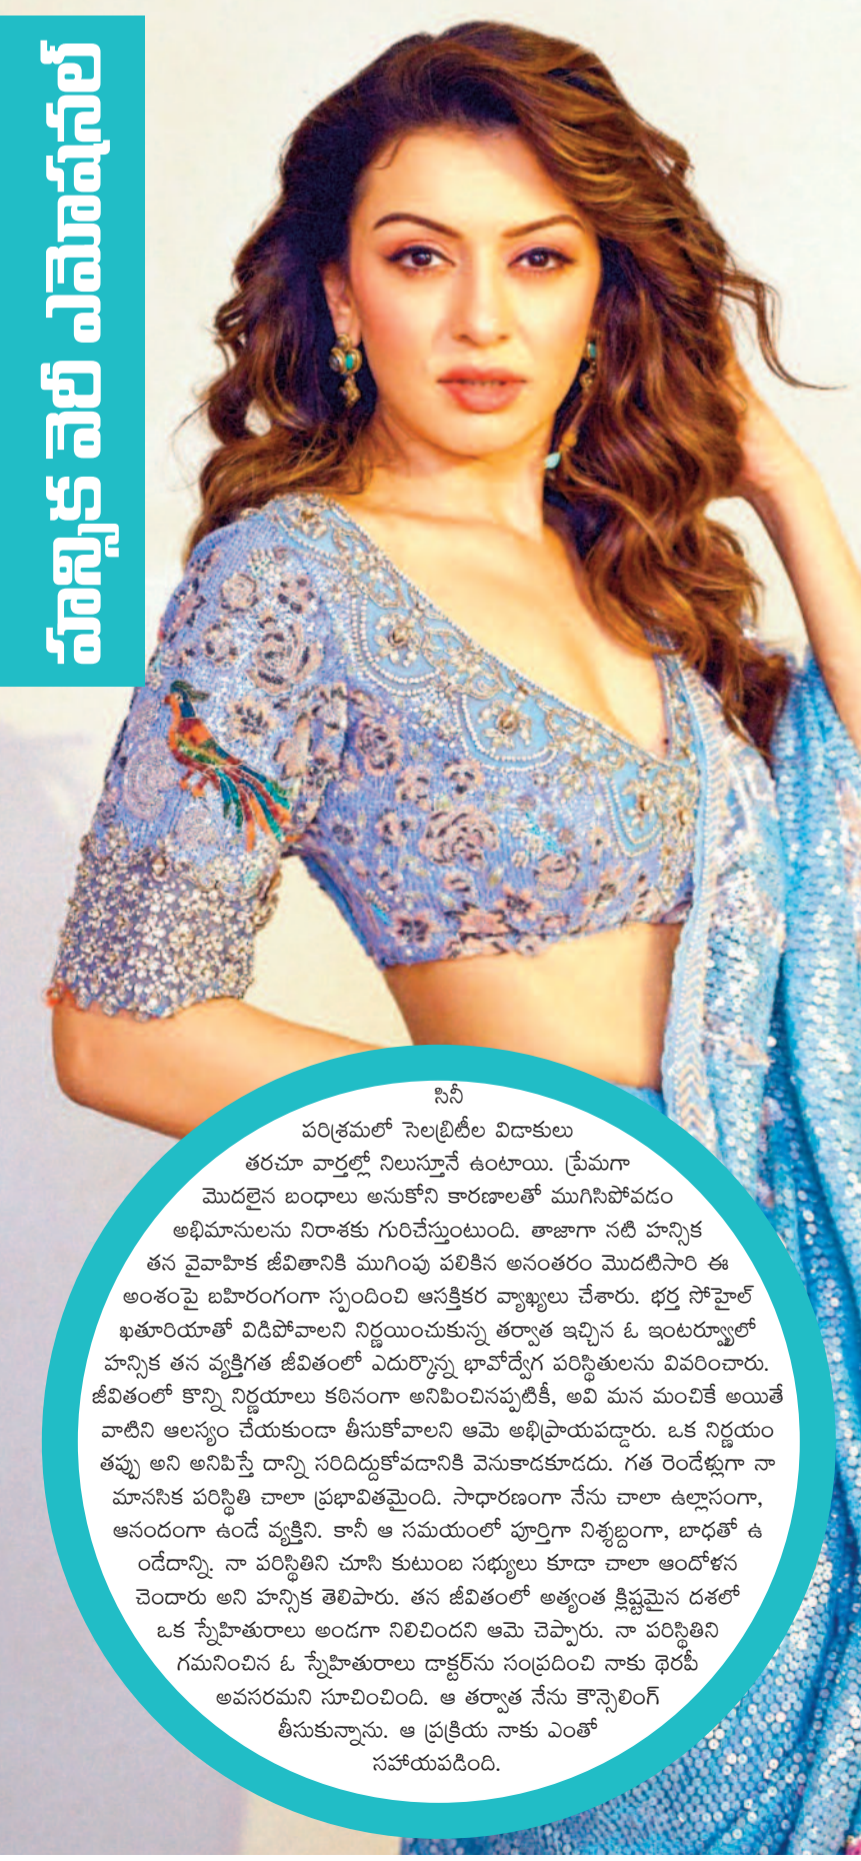 హన్సిక వెరీ ఎమోషనల్
సినీ
పరిశ్రమలో సెలబ్రిటీల విడాకులు
తరచూ వార్తల్లో నిలుస్తూనే ఉంటాయి. ప్రేమగా
మొదలైన బంధాలు అనుకోని కారణాలతో ముగిసిపోవడం
అభిమానులను నిరాశకు గురిచేస్తుంటుంది. తాజాగా నటి హన్సిక
తన వైవాహిక జీవితానికి ముగింపు పలికిన అనంతరం మొదటిసారి ఈ
అంశంపై బహిరంగంగా స్పందించి ఆసక్తికర వ్యాఖ్యలు చేశారు. భర్త సోహైల్
ఖతూరియాతో విడిపోవాలని నిర్ణయించుకున్న తర్వాత ఇచ్చిన ఓ ఇంటర్వ్యూలో
హన్సిక తన వ్యక్తిగత జీవితంలో ఎదుర్కొన్న భావోద్వేగ పరిస్థితులను వివరించారు.
జీవితంలో కొన్ని నిర్ణయాలు కఠినంగా అనిపించినప్పటికీ, అవి మన మంచికే అయితే
వాటిని ఆలస్యం చేయకుండా తీసుకోవాలని ఆమె అభిప్రాయపడ్డారు. ఒక నిర్ణయం
తప్పు అని అనిపిస్తే దాన్ని సరిదిద్దుకోవడానికి వెనుకాడకూడదు. గత రెండేళ్లుగా నా
మానసిక పరిస్థితి చాలా ప్రభావితమైంది. సాధారణంగా నేను చాలా ఉల్లాసంగా,
ఆనందంగా ఉండే వ్యక్తిని. కానీ ఆ సమయంలో పూర్తిగా నిశ్శబ్దంగా, బాధతో ఉ
ండేదాన్ని. నా పరిస్థితిని చూసి కుటుంబ సభ్యులు కూడా చాలా ఆందోళన
చెందారు అని హన్సిక తెలిపారు. తన జీవితంలో అత్యంత క్లిష్టమైన దశలో
ఒక స్నేహితురాలు అండగా నిలిచిందని ఆమె చెప్పారు. నా పరిస్థితిని
గమనించిన ఓ స్నేహితురాలు డాక్టర్‌ను సంప్రదించి నాకు థెరపీ
అవసరమని సూచించింది. ఆ తర్వాత నేను కౌన్సెలింగ్
తీసుకున్నాను. ఆ ప్రక్రియ నాకు ఎంతో
సహాయపడింది.